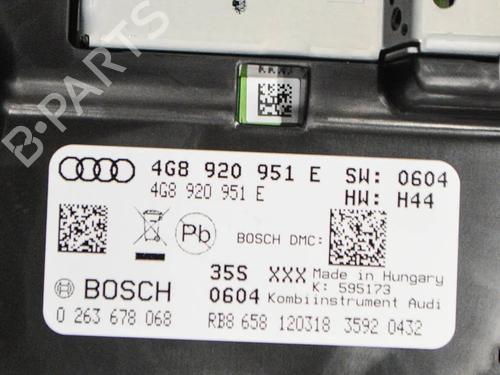 B-PARTS
4G8 920 951 E SW: 0604
4G8 920 951 E HW: H44
Pb BOSCH DMC:
35S XXX Made in Hungary
K: 595173
BOSCH 0604 Kombiinstrument Audi
0 263 678 068 RB8 658 120318 3592 0432